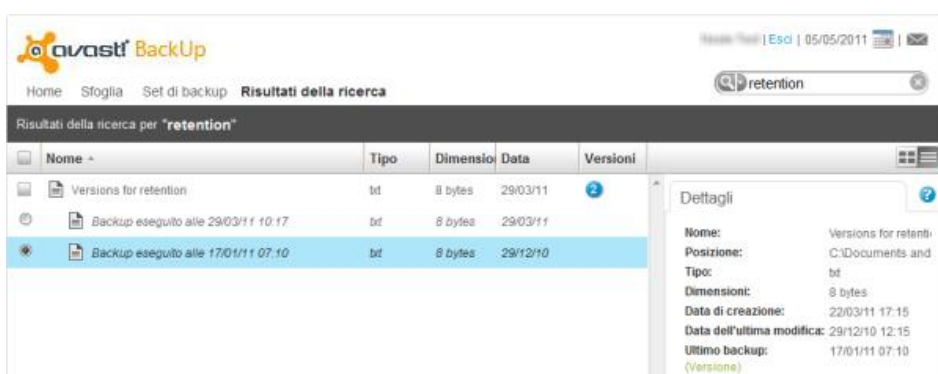 avast! BackUp
| Esci | 05/05/2011 |
retention
Home Sfoglia Set di backup Risultati della ricerca
Risultati della ricerca per "retention"
Nome Tipo Dimensio Data Versioni
Versions for retention txt 8 bytes 29/03/11 2
Backup eseguito alle 29/03/11 10:17 txt 8 bytes 29/03/11
Backup eseguito alle 17/01/11 07:10 txt 8 bytes 29/12/10
Dettagli ?
Nome: Versions for retenti
Posizione: C:\Documents and
Tipo: txt
Dimensioni: 8 bytes
Data di creazione: 22/03/11 17:15
Data dell'ultima modifica: 29/12/10 12:15
Ultimo backup: 17/01/11 07:10
(Versione)